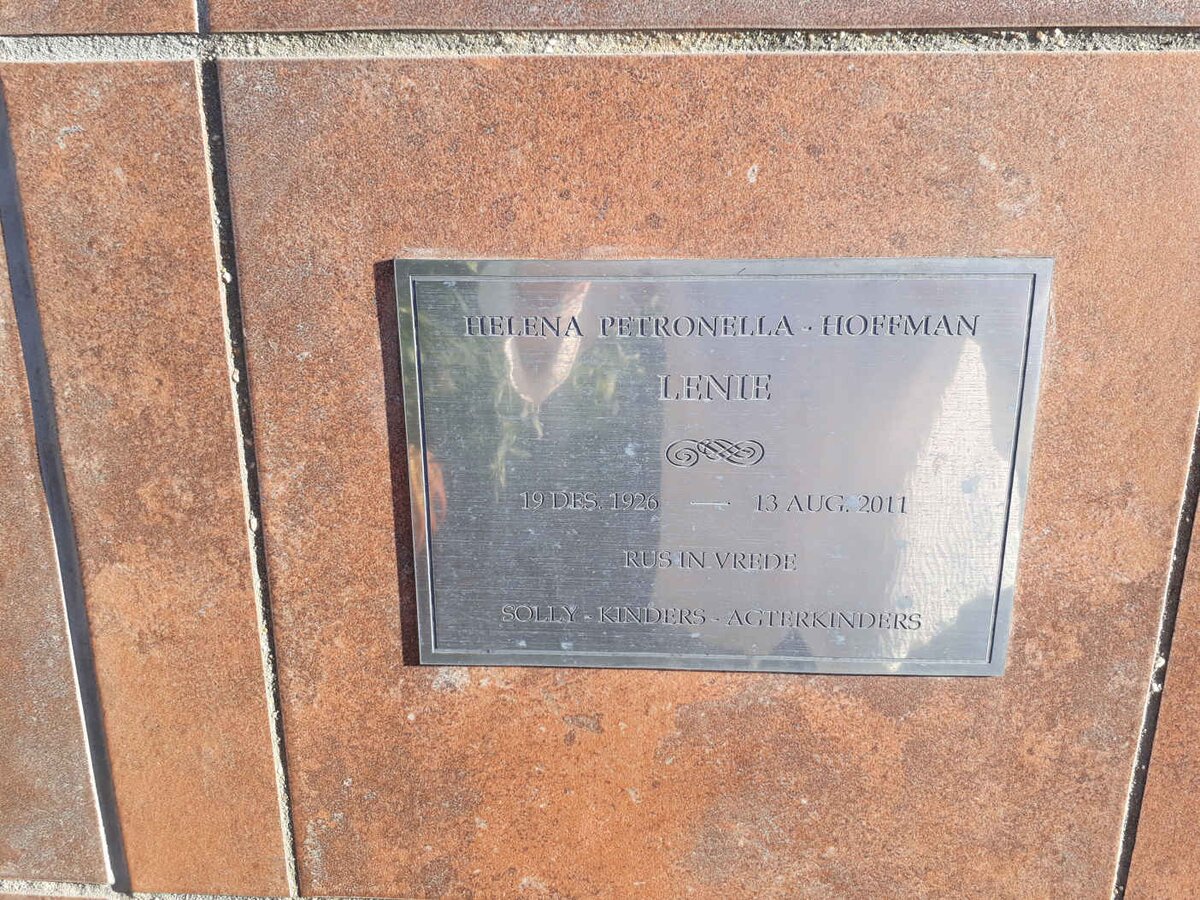 HELENA PETRONELLA - HOFFMAN
LENIE
19 DES. 1926 — 13 AUG. 2011
RUS IN VREDE
SOLLY - KINDERS - AGTERKINDERS